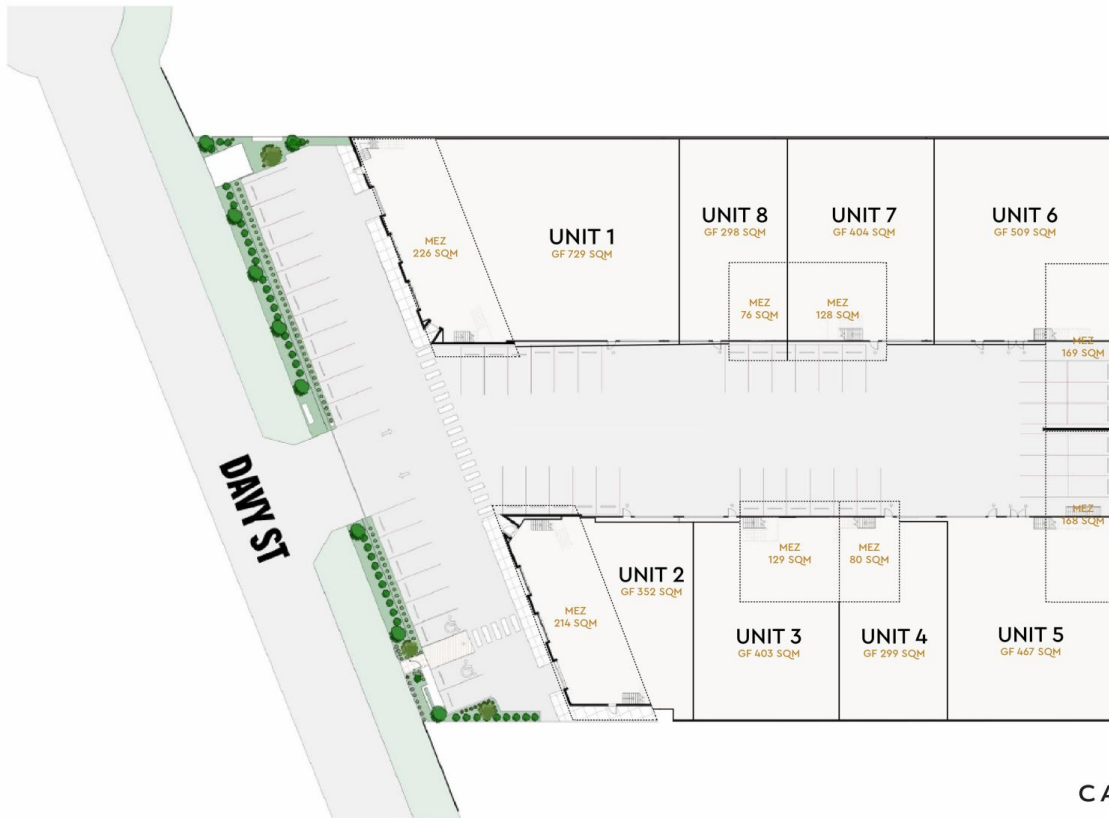 UNIT 1
GF 729 SQM
MEZ
226 SQM
UNIT 8
GF 298 SQM
MEZ
76 SQM
UNIT 7
GF 404 SQM
MEZ
128 SQM
UNIT 6
GF 509 SQM
MEZ
169 SQM
DAVY ST
UNIT 2
GF 352 SQM
MEZ
214 SQM
MEZ
129 SQM
UNIT 3
GF 403 SQM
MEZ
80 SQM
UNIT 4
GF 299 SQM
MEZ
168 SQM
UNIT 5
GF 467 SQM
CA